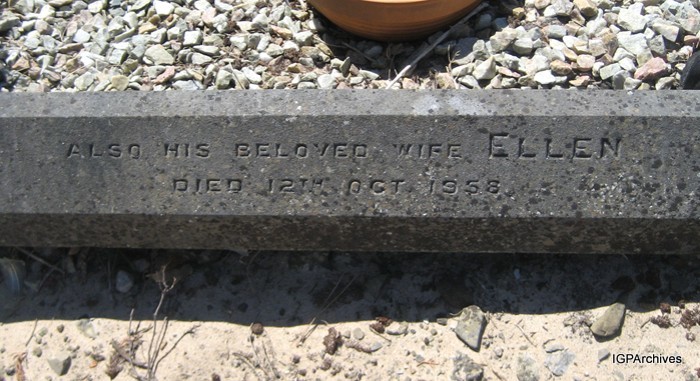 ALSO HIS BELOVED WIFE ELLEN
DIED 12TH OCT. 1958.
IGPArchives